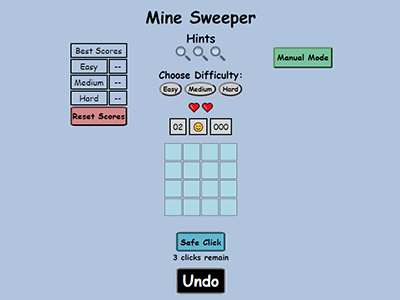 Mine Sweeper
Hints
Best Scores
Easy --
Medium --
Hard --
Reset Scores
Manual Mode
Choose Difficulty:
Easy Medium Hard
02 000
Safe Click
3 clicks remain
Undo